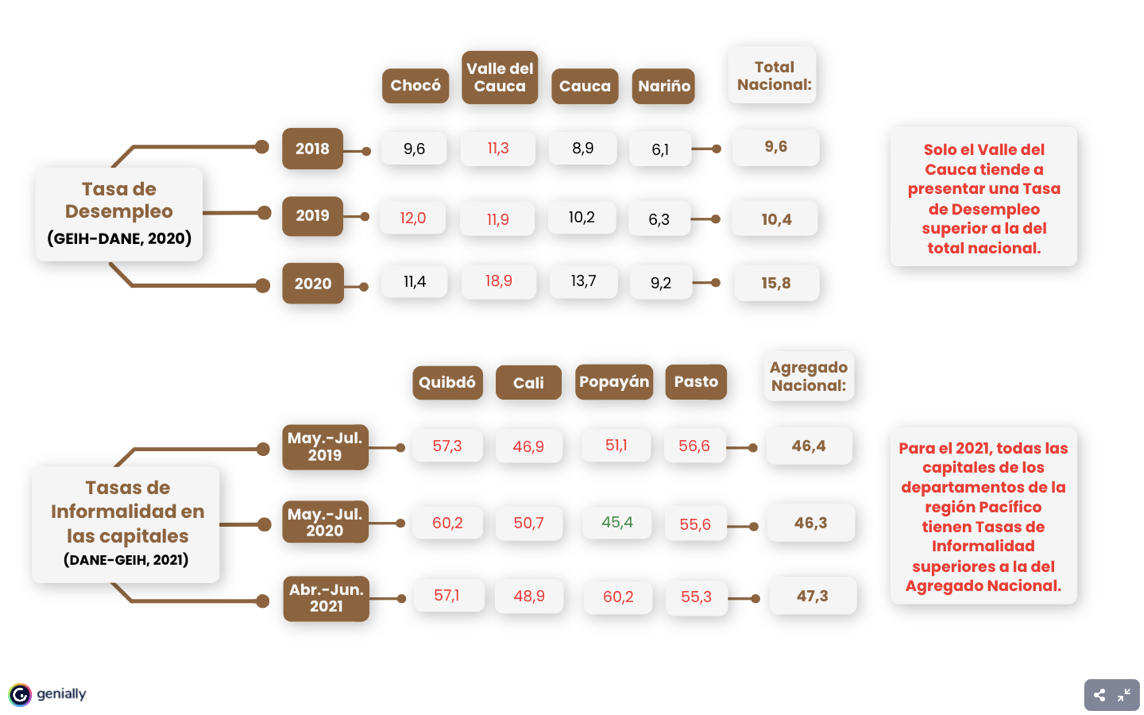 Chocó
Valle del
Cauca
Cauca
Nariño
Total
Nacional:
Tasa de
Desempleo
(GEIH-DANE, 2020)
2018
9,6
11,3
8,9
6,1
9,6
2019
12,0
11,9
10,2
6,3
10,4
2020
11,4
18,9
13,7
9,2
15,8
Solo el Valle del
Cauca tiende a
presentar una Tasa
de Desempleo
superior a la del
total nacional.
Quibdó
Cali
Popayán
Pasto
Agregado
Nacional:
Tasas de
Informalidad en
las capitales
(DANE-GEIH, 2021)
May.-Jul.
2019
57,3
46,9
51,1
56,6
46,4
May.-Jul.
2020
60,2
50,7
45,4
55,6
46,3
Abr.-Jun.
2021
57,1
48,9
60,2
55,3
47,3
Para el 2021, todas las
capitales de los
departamentos de la
región Pacífico
tienen Tasas de
Informalidad
superiores a la del
Agregado Nacional.
genially